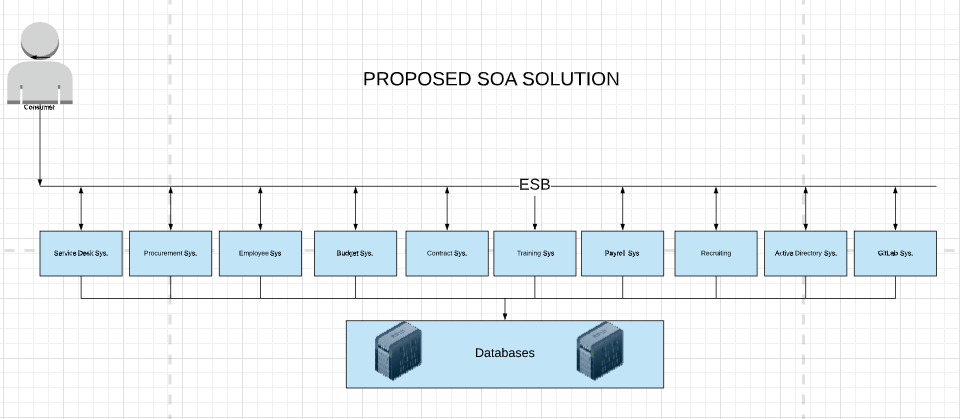 PROPOSED SOA SOLUTION
Consumer
ESB
Service Desk Sys.
Procurement Sys.
Employee Sys
Budget Sys.
Contract Sys.
Training Sys
Payroll Sys
Recruiting
Active Directory Sys.
GitLab Sys.
Databases